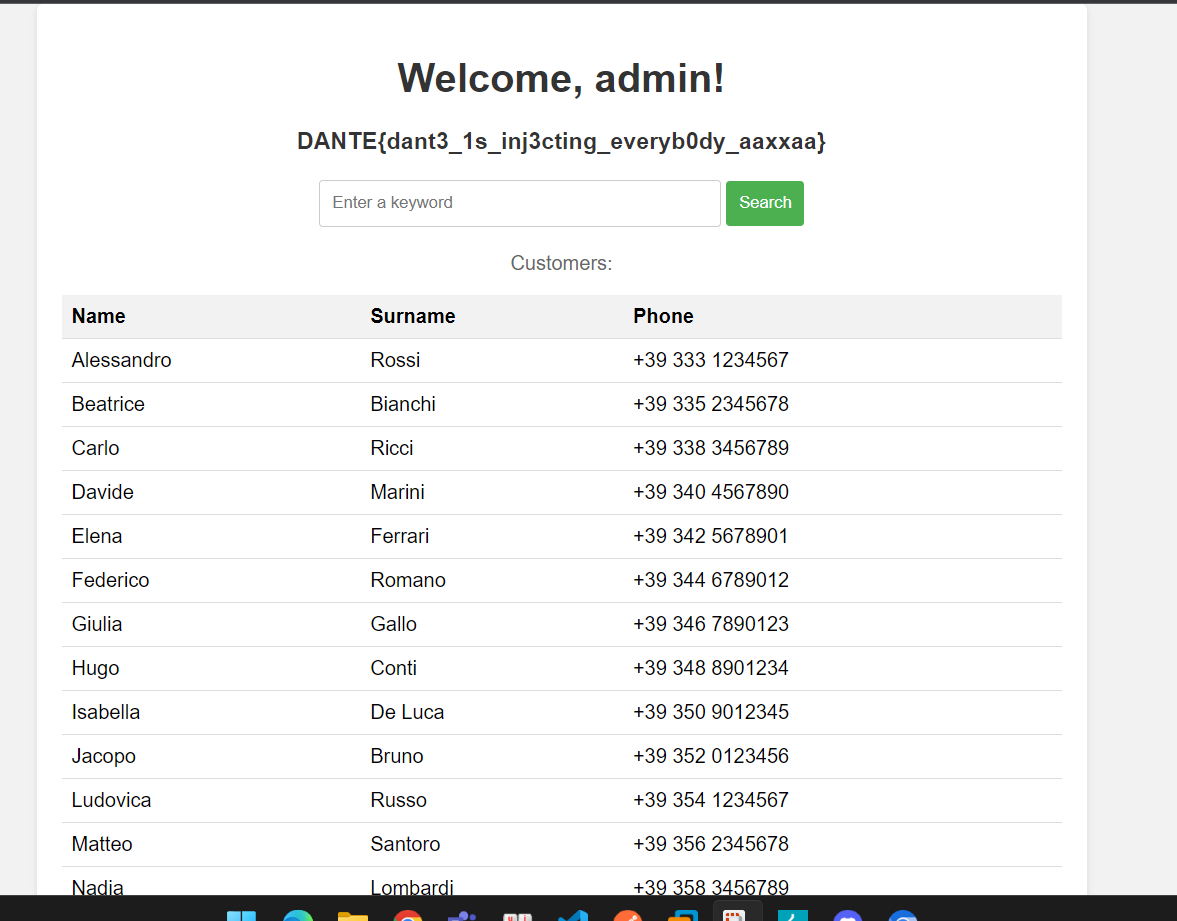 Welcome, admin!
DANTE{dant3_1s_inj3cting_everyb0dy_aaxxaa}
Enter a keyword Search
Customers:
Name Surname Phone
Alessandro Rossi +39 333 1234567
Beatrice Bianchi +39 335 2345678
Carlo Ricci +39 338 3456789
Davide Marini +39 340 4567890
Elena Ferrari +39 342 5678901
Federico Romano +39 344 6789012
Giulia Gallo +39 346 7890123
Hugo Conti +39 348 8901234
Isabella De Luca +39 350 9012345
Jacopo Bruno +39 352 0123456
Ludovica Russo +39 354 1234567
Matteo Santoro +39 356 2345678
Nadia Lombardi +39 358 3456789